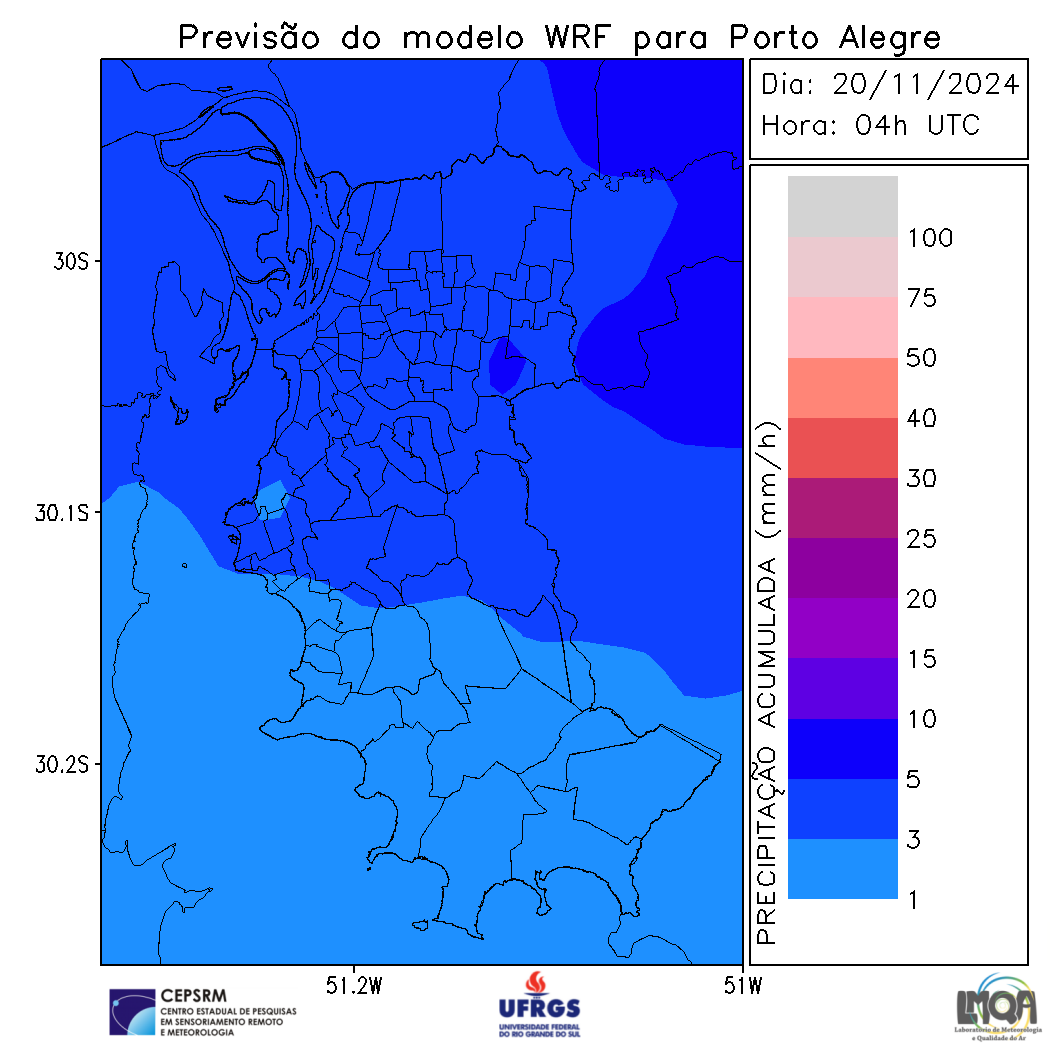 Previsão do modelo WRF para Porto Alegre
Dia: 20/11/2024
Hora: 04h UTC
30S
30.1S
30.2S
51.2W
51W
PRECIPITAÇÃO ACUMULADA (mm/h)
100
75
50
40
30
25
20
15
10
5
3
1
CEPSRM
CENTRO ESTADUAL DE PESQUISAS
EM SENSORIAMENTO REMOTO
E METEOROLOGIA
UFRGS
UNIVERSIDADE FEDERAL
DO RIO GRANDE DO SUL
LMQA
Laboratório de Meteorologia
e Qualidade do Ar